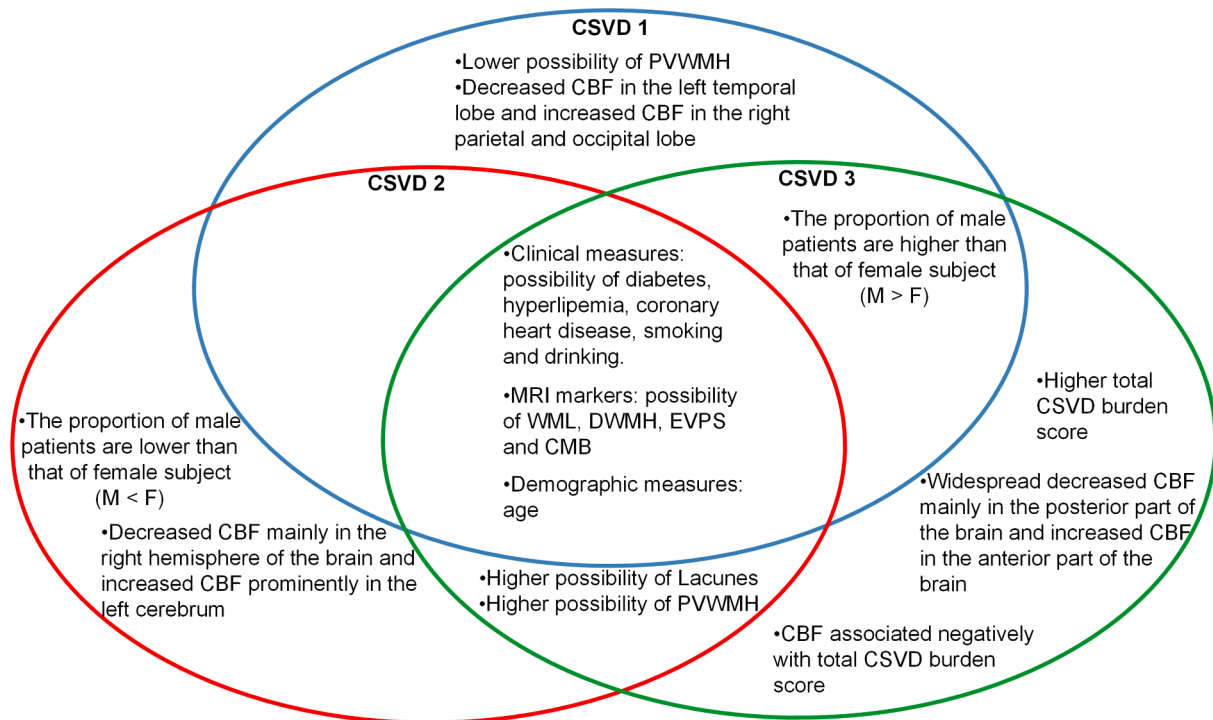 CSVD 1
•Lower possibility of PVWMH
•Decreased CBF in the left temporal
lobe and increased CBF in the right
parietal and occipital lobe
CSVD 2
CSVD 3
•The proportion of male
patients are higher than
that of female subject
(M > F)
•Clinical measures:
possibility of diabetes,
hyperlipemia, coronary
heart disease, smoking
and drinking.
•MRI markers: possibility
of WML, DWMH, EVPS
and CMB
•Demographic measures:
age
•Higher total
CSVD burden
score
•The proportion of male
patients are lower than
that of female subject
(M < F)
•Decreased CBF mainly in the
right hemisphere of the brain and
increased CBF prominently in the
left cerebrum
•Widespread decreased CBF
mainly in the posterior part of
the brain and increased CBF
in the anterior part of the
brain
•Higher possibility of Lacunes
•Higher possibility of PVWMH
•CBF associated negatively
with total CSVD burden
score